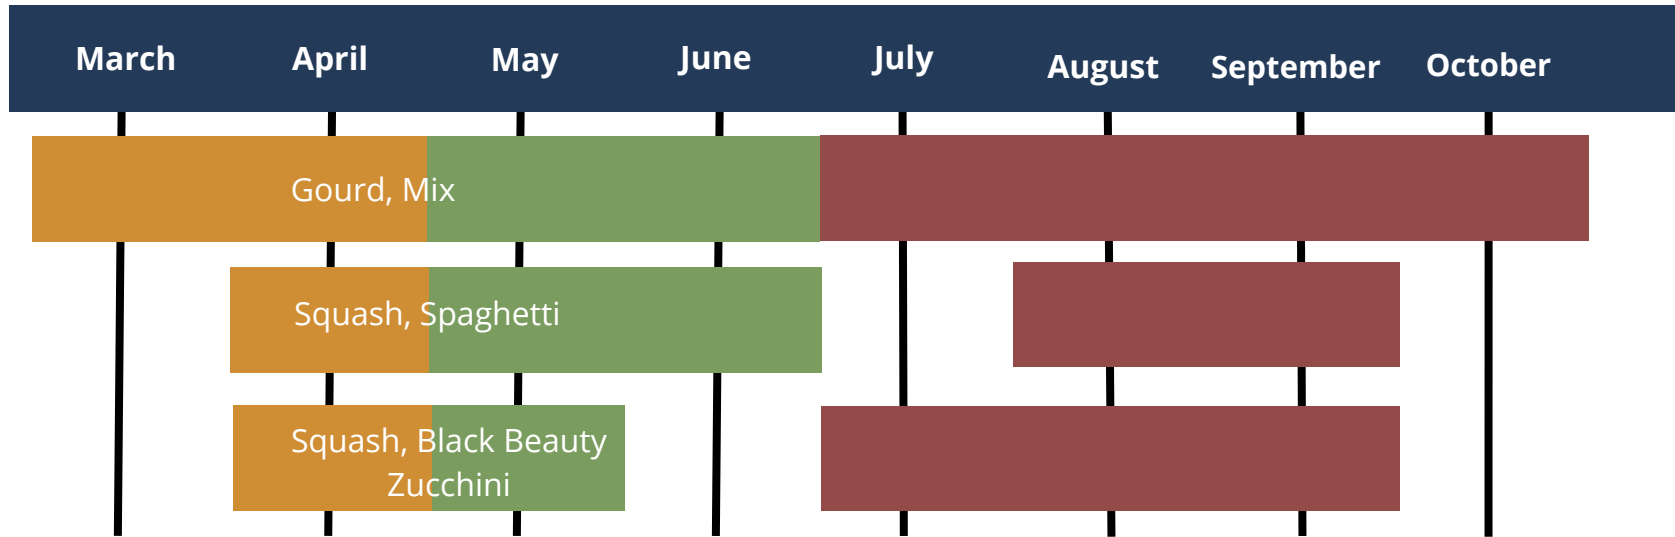 March April May June July August September October
Gourd, Mix
Squash, Spaghetti
Squash, Black Beauty
Zucchini